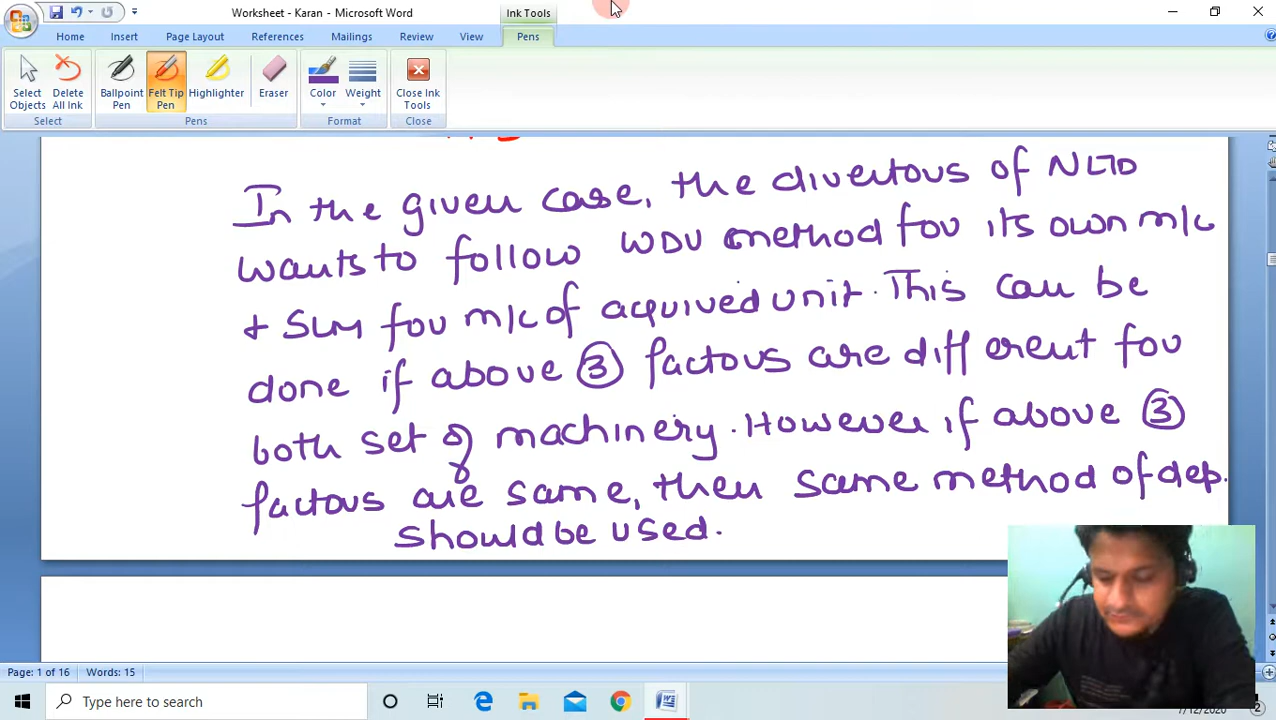 Worksheet - Karan - Microsoft Word
Ink Tools
Home Insert Page Layout References Mailings Review View Pens
Select Objects
Delete All Ink
Ballpoint Pen
Felt Tip Pen
Highlighter
Eraser
Color
Weight
Close Ink Tools
Select Pens Format Close
In the given case, the divertous of NLTD
wants to follow WDV method for its own m/c
+ SLM for m/c of acquired unit. This can be
done if above ③ factors are different for
both set of machinery. However if above ③
factors are same, then same method of dep.
should be used.
Page: 1 of 16 Words: 15
Type here to search
7/12/2020
2